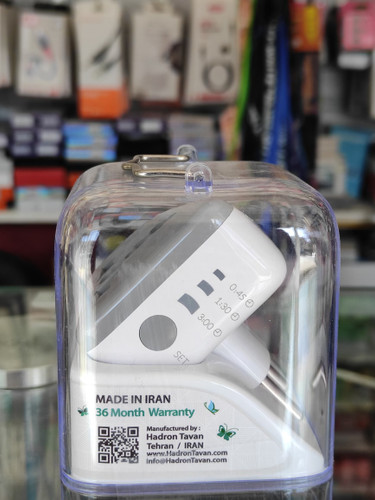 0:45
1:30
3:00
SET
MADE IN IRAN
36 Month Warranty
Manufactured by :
Hadron Tavan
Tehran / IRAN
www.HadronTavan.com
info@HadronTavan.com